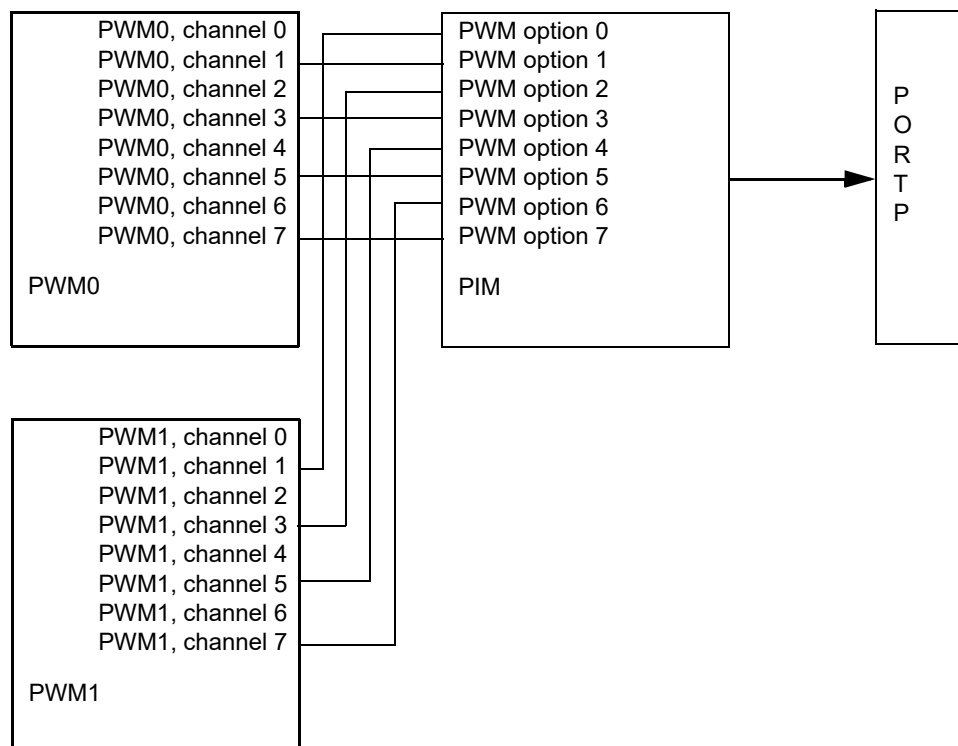 PWM0, channel 0
PWM0, channel 1
PWM0, channel 2
PWM0, channel 3
PWM0, channel 4
PWM0, channel 5
PWM0, channel 6
PWM0, channel 7
PWM0
PWM option 0
PWM option 1
PWM option 2
PWM option 3
PWM option 4
PWM option 5
PWM option 6
PWM option 7
PIM
P
O
R
T
P
PWM1, channel 0
PWM1, channel 1
PWM1, channel 2
PWM1, channel 3
PWM1, channel 4
PWM1, channel 5
PWM1, channel 6
PWM1, channel 7
PWM1